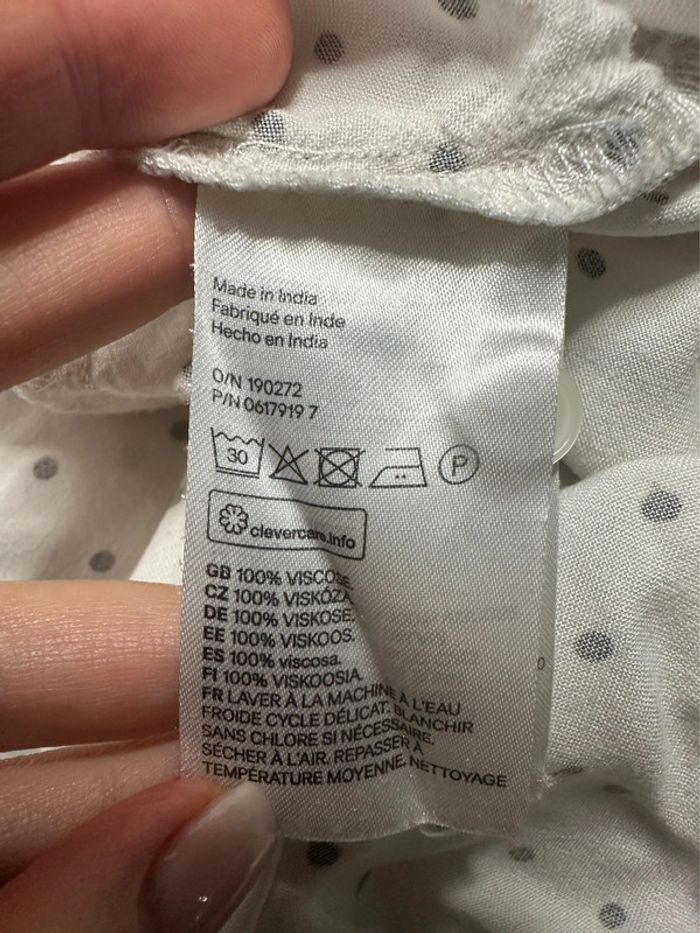 Made in India
Fabriqué en Inde
Hecho en India
O/N 190272
P/N 0617919 7
30
P
clevercare.info
GB 100% VISCOSE.
CZ 100% VISKÓZA
DE 100% VISKOSE.
EE 100% VISKOOS.
ES 100% viscosa.
FI 100% VISKOOSIA.
FR LAVER À LA MACHINE À L'EAU
FROIDE CYCLE DÉLICAT. BLANCHIR
SANS CHLORE SI NÉCESSAIRE.
SÉCHER À L'AIR. REPASSER À
TEMPÉRATURE MOYENNE. NETTOYAGE